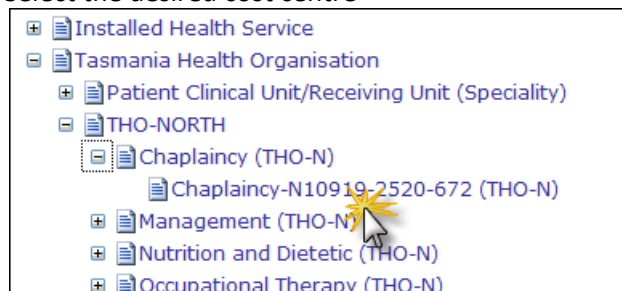 Select the desired cost centre
Installed Health Service
Tasmania Health Organisation
Patient Clinical Unit/Receiving Unit (Speciality)
THO-NORTH
Chaplaincy (THO-N)
Chaplaincy-N10919-2520-672 (THO-N)
Management (THO-N)
Nutrition and Dietetic (THO-N)
Occupational Therapy (THO-N)